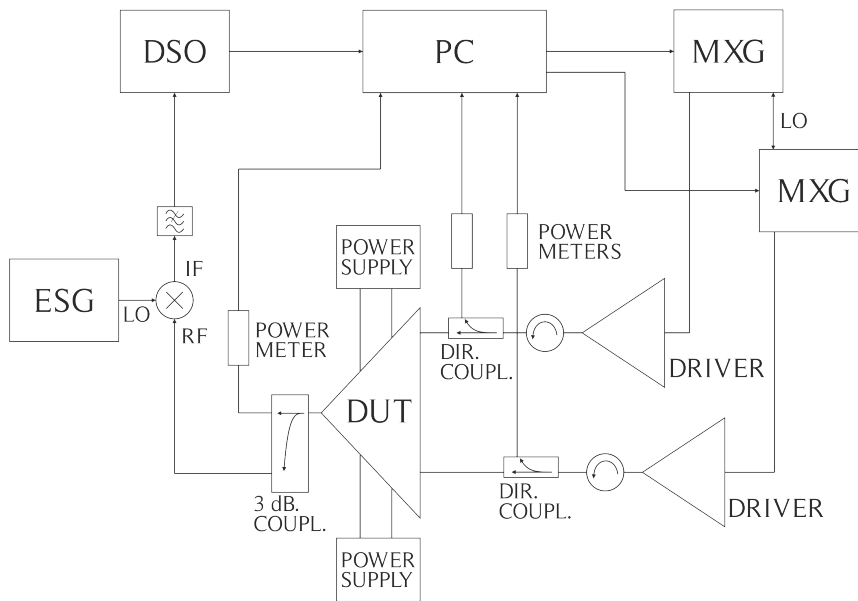 DSO
PC
MXG
LO
MXG
POWER
METERS
POWER
SUPPLY
IF
ESG
LO
RF
POWER
METER
DIR.
COUPL.
DRIVER
DUT
3 dB.
COUPL.
DIR.
COUPL.
DRIVER
POWER
SUPPLY